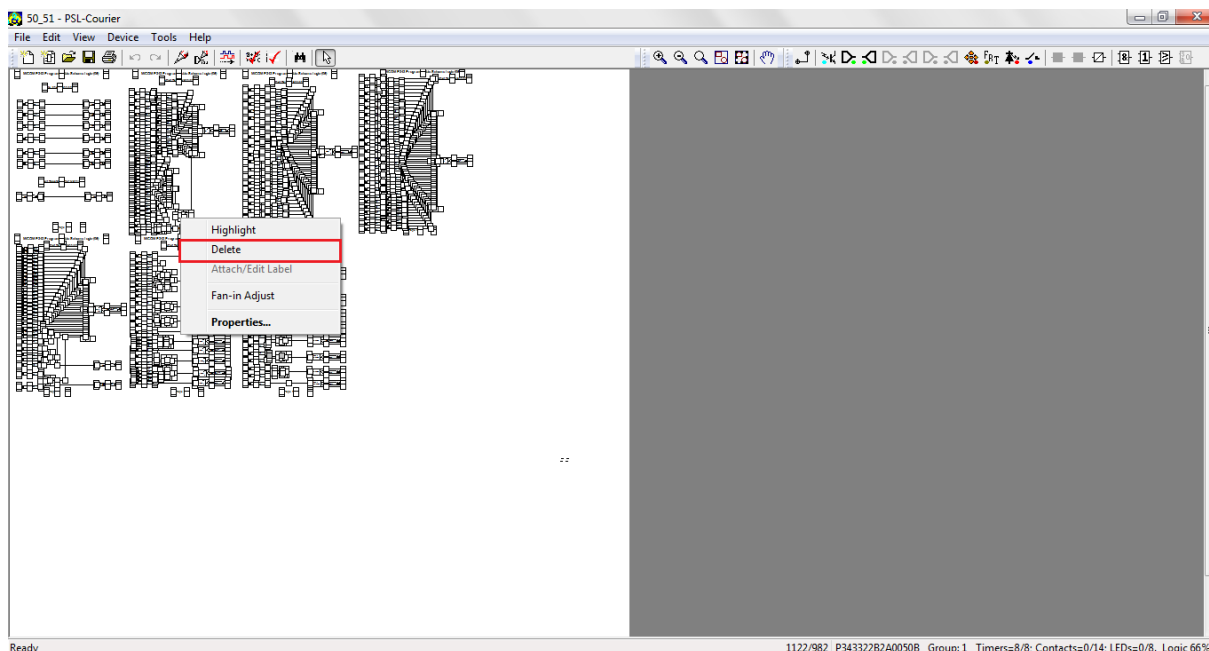 50_51 - PSL-Courier
File Edit View Device Tools Help
Highlight
Delete
Attach/Edit Label
Fan-in Adjust
Properties...
Ready
1122/982 P343322B2A0050B Group: 1 Timers=8/8: Contacts=0/14: LEDs=0/8, Logic 66%